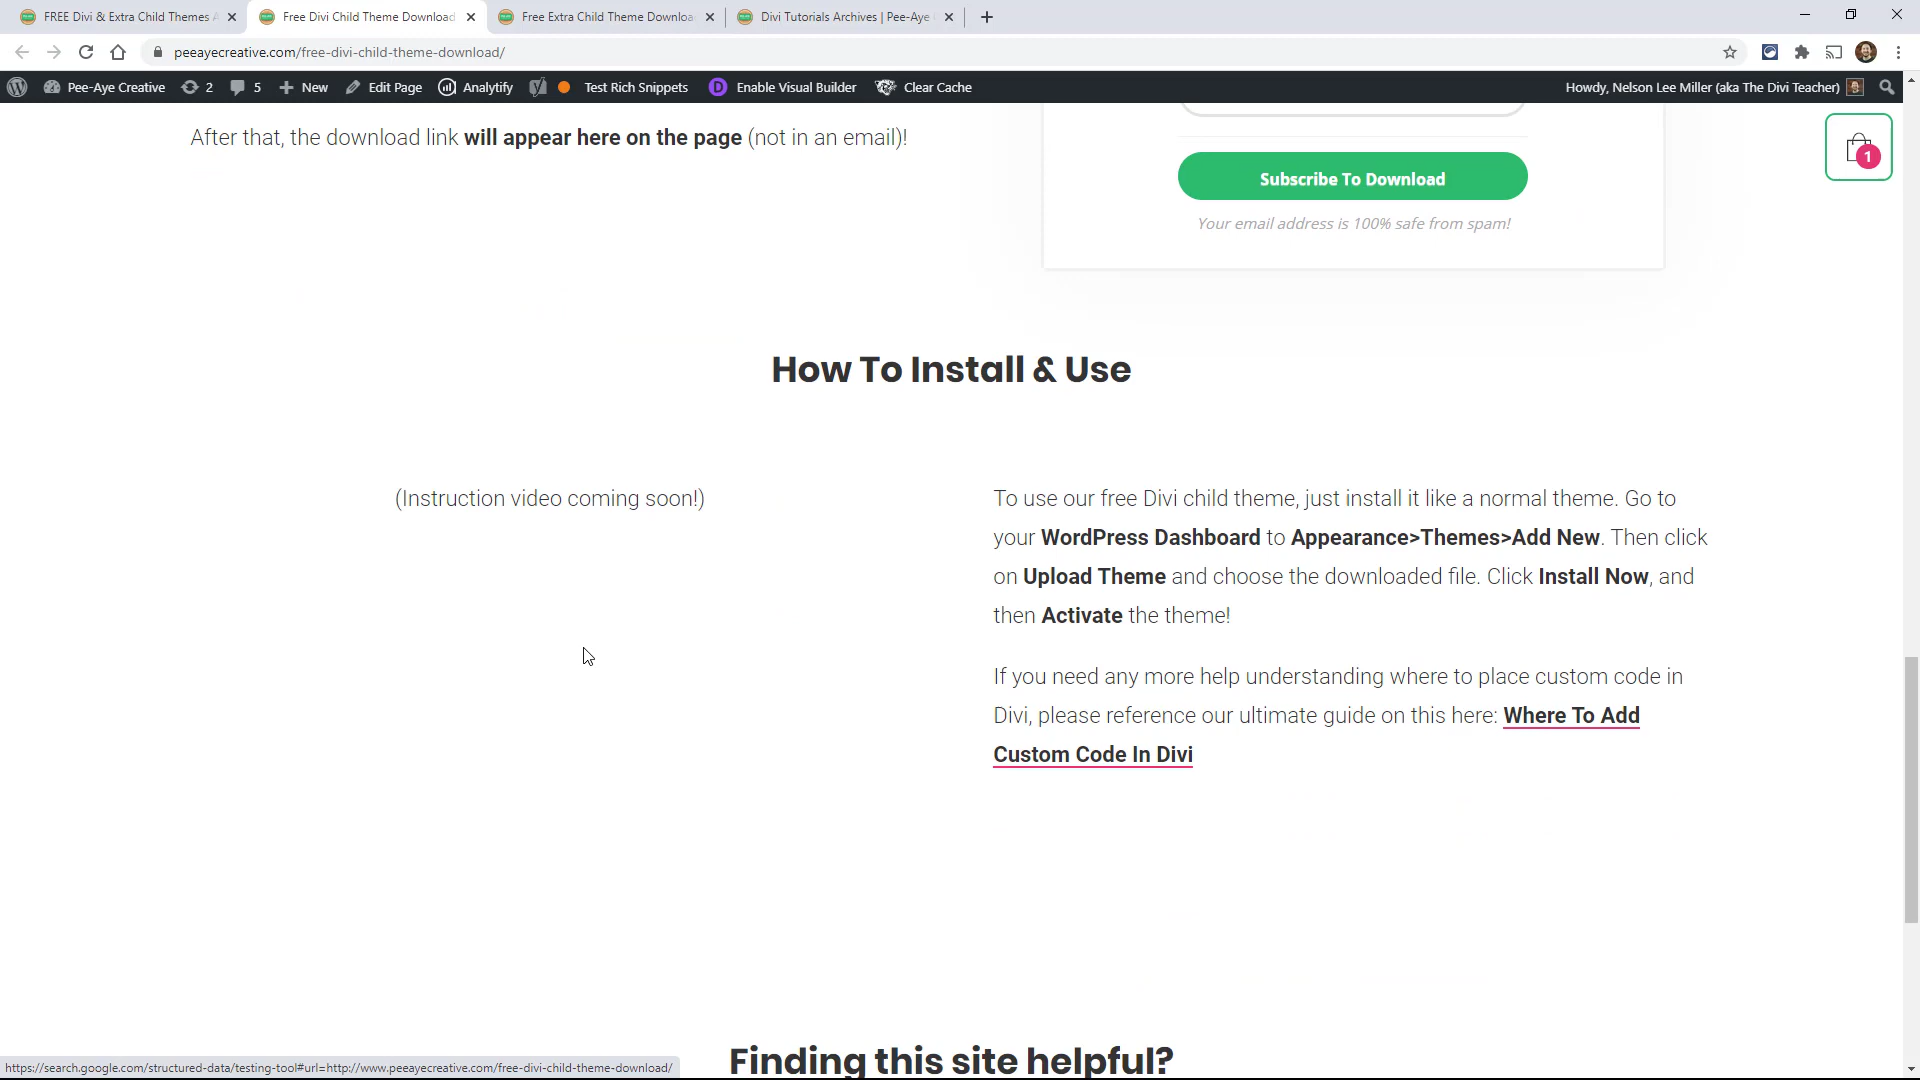 FREE Divi & Extra Child Themes
Free Divi Child Theme Download
Free Extra Child Theme Downloa
Divi Tutorials Archives | Pee-Aye
peeayecreative.com/free-divi-child-theme-download/
Pee-Aye Creative 2 5 New Edit Page Analytify Test Rich Snippets D Enable Visual Builder Clear Cache Howdy, Nelson Lee Miller (aka The Divi Teacher)
After that, the download link will appear here on the page (not in an email)!
1
Subscribe To Download
Your email address is 100% safe from spam!
How To Install & Use
(Instruction video coming soon!)
To use our free Divi child theme, just install it like a normal theme. Go to
your WordPress Dashboard to Appearance>Themes>Add New. Then click
on Upload Theme and choose the downloaded file. Click Install Now, and
then Activate the theme!
If you need any more help understanding where to place custom code in
Divi, please reference our ultimate guide on this here: Where To Add
Custom Code In Divi
Finding this site helpful?
https://search.google.com/structured-data/testing-tool#url=http://www.peeayecreative.com/free-divi-child-theme-download/